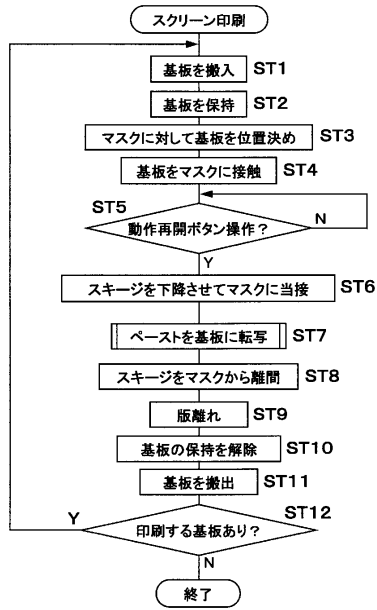 スクリーン印刷
基板を搬入 ST1
基板を保持 ST2
マスクに対して基板を位置決め ST3
基板をマスクに接触 ST4
ST5
動作再開ボタン操作? N
Y
スキージを下降させてマスクに当接 ST6
ペーストを基板に転写 ST7
スキージをマスクから離間 ST8
版離れ ST9
基板の保持を解除 ST10
基板を搬出 ST11
ST12
Y 印刷する基板あり?
N
終了